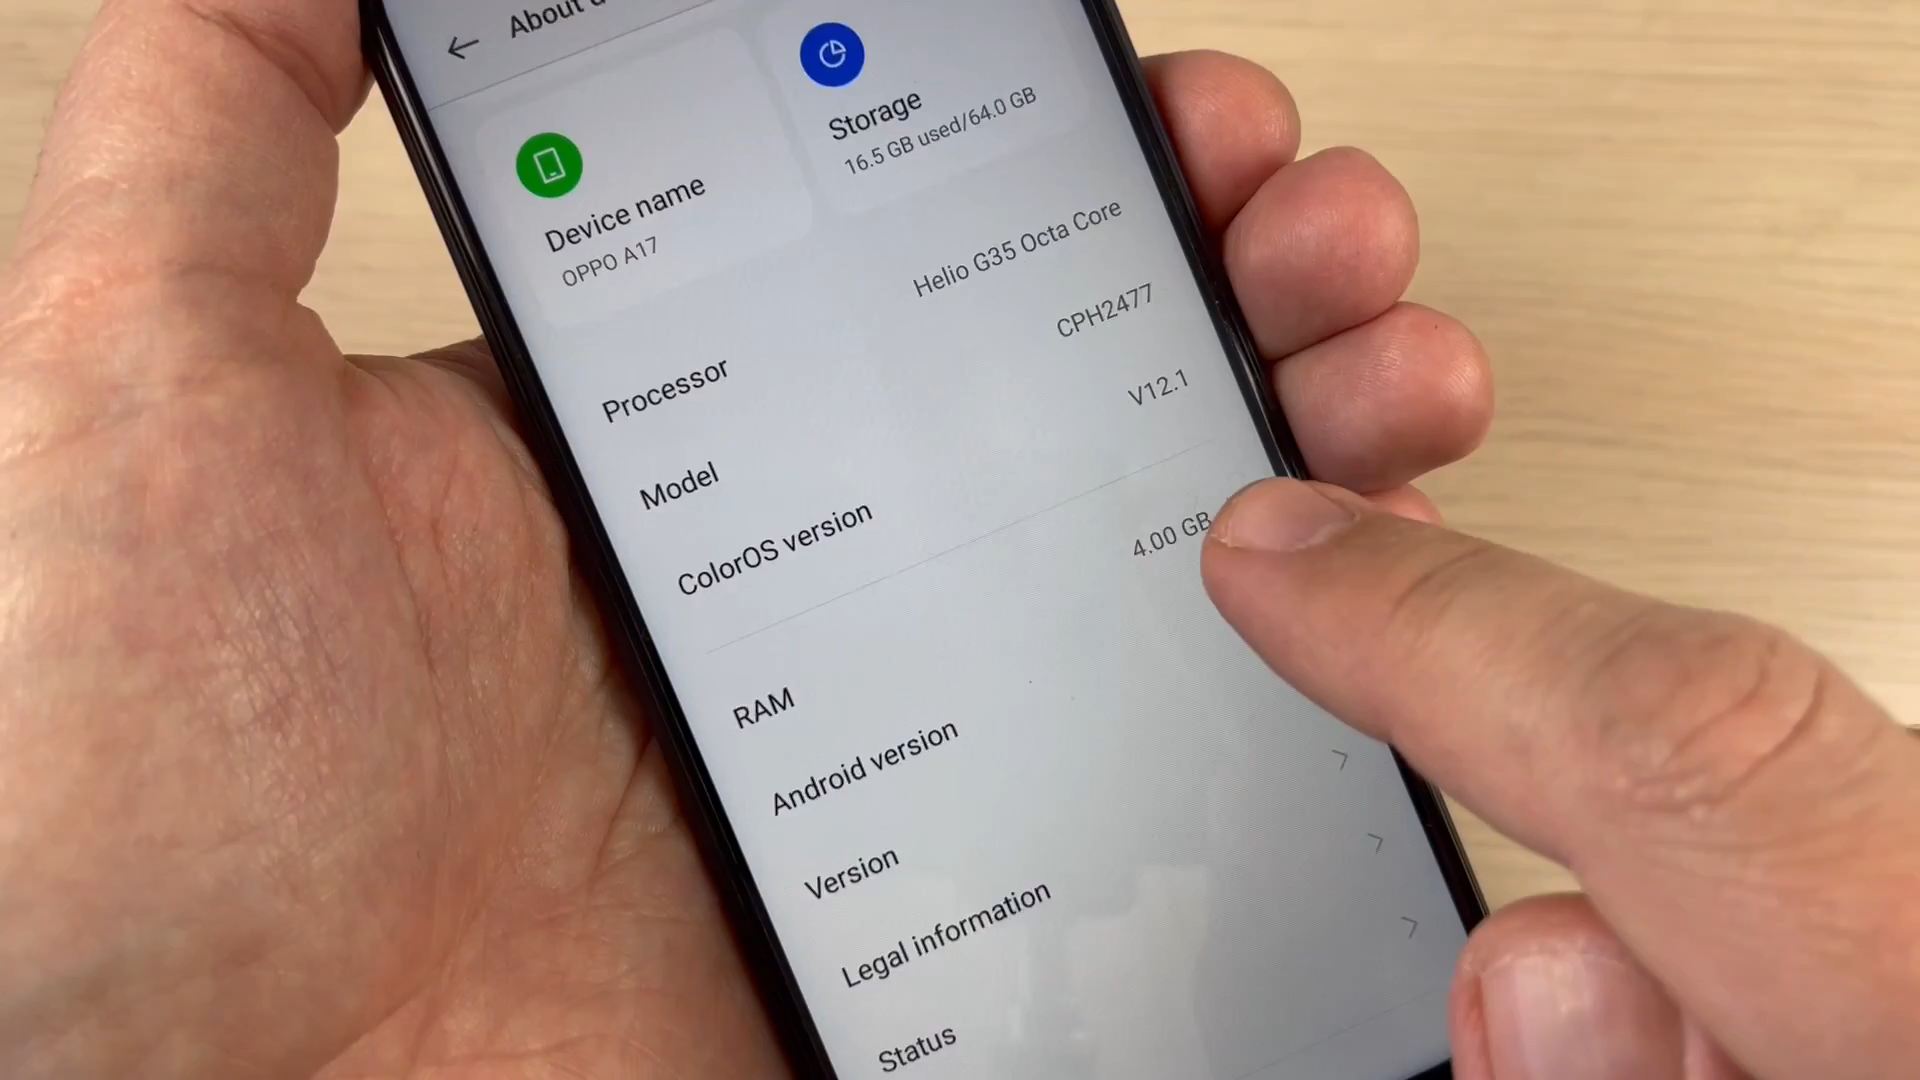 About
Device name
OPPO A17
Storage
16.5 GB used/64.0 GB
Processor
Helio G35 Octa Core
Model
CPH2477
ColorOS version
V12.1
RAM
4.00 GB
Android version
Version
Legal information
Status